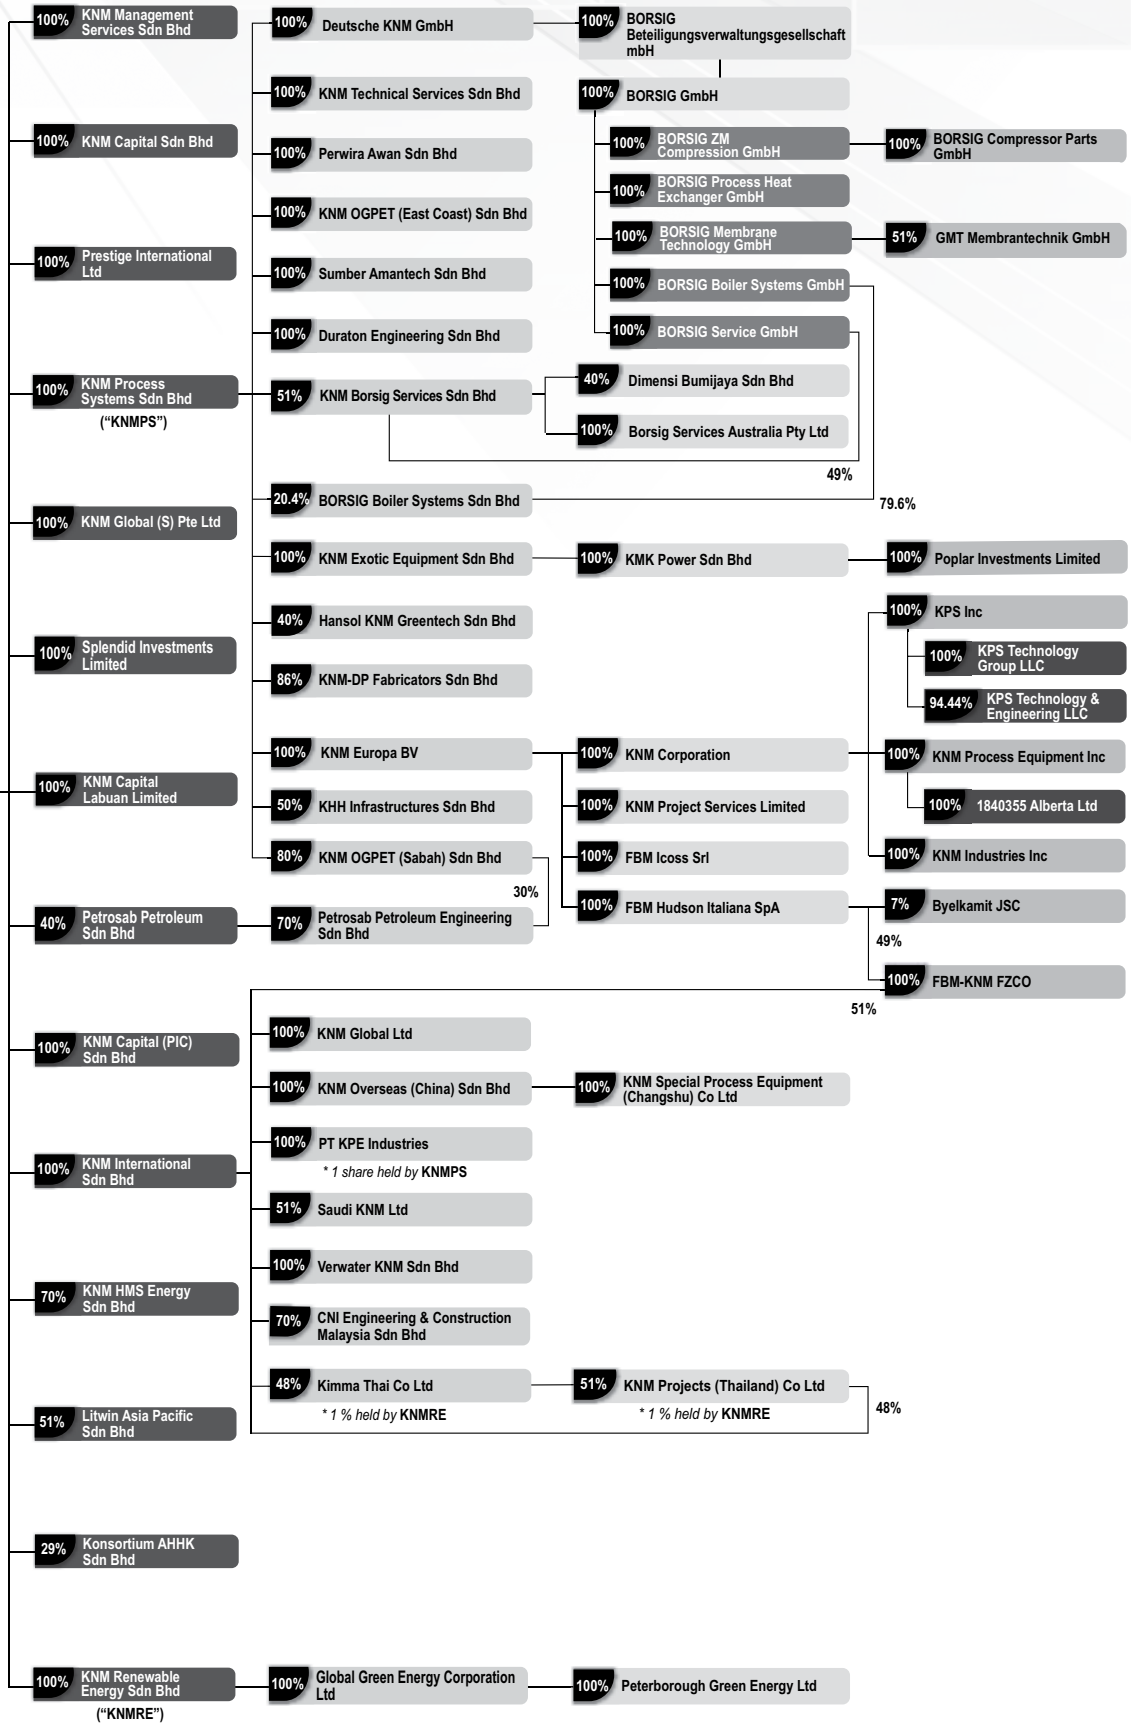 100% KNM Management
Services Sdn Bhd
100% KNM Capital Sdn Bhd
100% Prestige International
Ltd
100% KNM Process
Systems Sdn Bhd
(“KNMPS”)
100% KNM Global (S) Pte Ltd
100% Splendid Investments
Limited
100% KNM Capital
Labuan Limited
40% Petrosab Petroleum
Sdn Bhd
100% KNM Capital (PIC)
Sdn Bhd
100% KNM International
Sdn Bhd
70% KNM HMS Energy
Sdn Bhd
51% Litwin Asia Pacific
Sdn Bhd
29% Konsortium AHHK
Sdn Bhd
100% KNM Renewable
Energy Sdn Bhd
(“KNMRE”)
100% Deutsche KNM GmbH
100% KNM Technical Services Sdn Bhd
100% Perwira Awan Sdn Bhd
100% KNM OGPET (East Coast) Sdn Bhd
100% Sumber Amantech Sdn Bhd
100% Duraton Engineering Sdn Bhd
51% KNM Borsig Services Sdn Bhd
20.4% BORSIG Boiler Systems Sdn Bhd
100% KNM Exotic Equipment Sdn Bhd
40% Hansol KNM Greentech Sdn Bhd
86% KNM-DP Fabricators Sdn Bhd
100% KNM Europa BV
50% KHH Infrastructures Sdn Bhd
80% KNM OGPET (Sabah) Sdn Bhd
30%
70% Petrosab Petroleum Engineering
Sdn Bhd
100% KNM Global Ltd
100% KNM Overseas (China) Sdn Bhd
100% PT KPE Industries
* 1 share held by KNMPS
51% Saudi KNM Ltd
100% Verwater KNM Sdn Bhd
70% CNI Engineering & Construction
Malaysia Sdn Bhd
48% Kimma Thai Co Ltd
* 1 % held by KNMRE
100% Global Green Energy Corporation
Ltd
100% BORSIG
Beteiligungsverwaltungsgesellschaft
mbH
100% BORSIG GmbH
100% BORSIG ZM
Compression GmbH
100% BORSIG Process Heat
Exchanger GmbH
100% BORSIG Membrane
Technology GmbH
100% BORSIG Boiler Systems GmbH
100% BORSIG Service GmbH
40% Dimensi Bumijaya Sdn Bhd
100% Borsig Services Australia Pty Ltd
49%
79.6%
100% KMK Power Sdn Bhd
100% KNM Corporation
100% KNM Project Services Limited
100% FBM Icoss Srl
100% FBM Hudson Italiana SpA
100% KNM Special Process Equipment
(Changshu) Co Ltd
51% KNM Projects (Thailand) Co Ltd
* 1 % held by KNMRE
48%
100% Peterborough Green Energy Ltd
100% BORSIG Compressor Parts
GmbH
51% GMT Membrantechnik GmbH
100% Poplar Investments Limited
100% KPS Inc
100% KPS Technology
Group LLC
94.44% KPS Technology &
Engineering LLC
100% KNM Process Equipment Inc
100% 1840355 Alberta Ltd
100% KNM Industries Inc
7% Byelkamit JSC
49%
100% FBM-KNM FZCO
51%